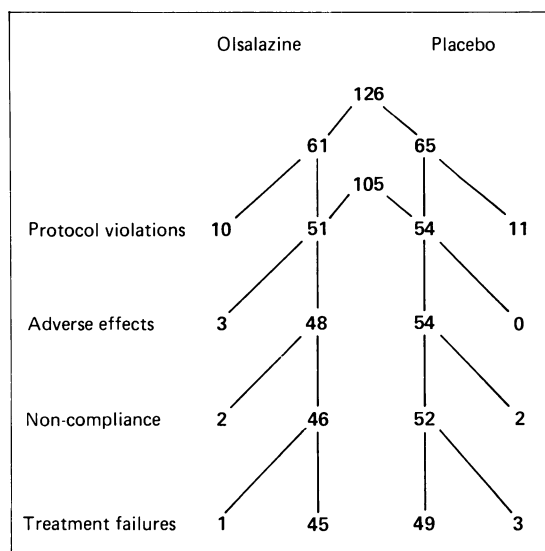 Olsalazine Placebo
126
61 65
105
Protocol violations 10 51 54 11
Adverse effects 3 48 54 0
Non-compliance 2 46 52 2
Treatment failures 1 45 49 3